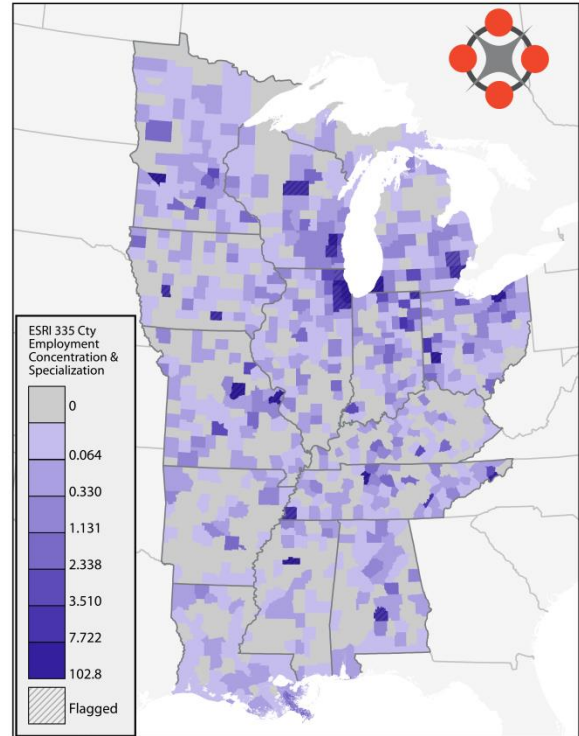 ESRI 335 Cty
Employment
Concentration &
Specialization
0
0.064
0.330
1.131
2.338
3.510
7.722
102.8
Flagged